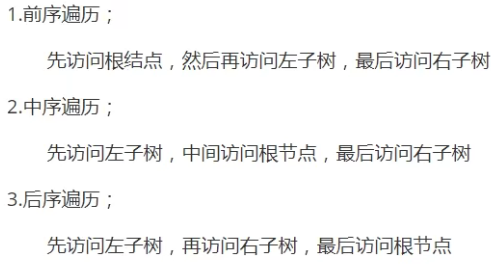 1.前序遍历；
先访问根结点，然后再访问左子树，最后访问右子树
2.中序遍历；
先访问左子树，中间访问根节点，最后访问右子树
3.后序遍历；
先访问左子树，再访问右子树，最后访问根节点